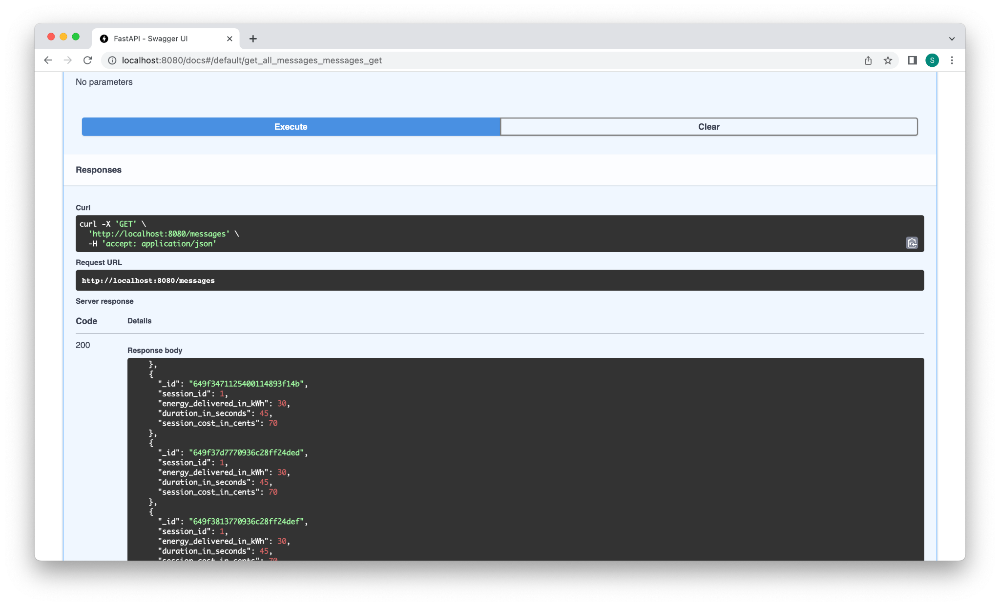 FastAPI - Swagger UI
localhost:8080/docs#/default/get_all_messages_messages_get
S
No parameters
Execute
Clear
Responses
Curl
curl -X 'GET' \
'http://localhost:8080/messages' \
-H 'accept: application/json'
Request URL
http://localhost:8080/messages
Server response
Code
Details
200
Response body
},
{
"_id": "649f3471125400114893f14b",
"session_id": 1,
"energy_delivered_in_kWh": 30,
"duration_in_seconds": 45,
"session_cost_in_cents": 70
},
{
"_id": "649f37d7770936c28ff24ded",
"session_id": 1,
"energy_delivered_in_kWh": 30,
"duration_in_seconds": 45,
"session_cost_in_cents": 70
},
{
"_id": "649f3813770936c28ff24def",
"session_id": 1,
"energy_delivered_in_kWh": 30,
"duration_in_seconds": 45,
"session_cost_in_cents": 70